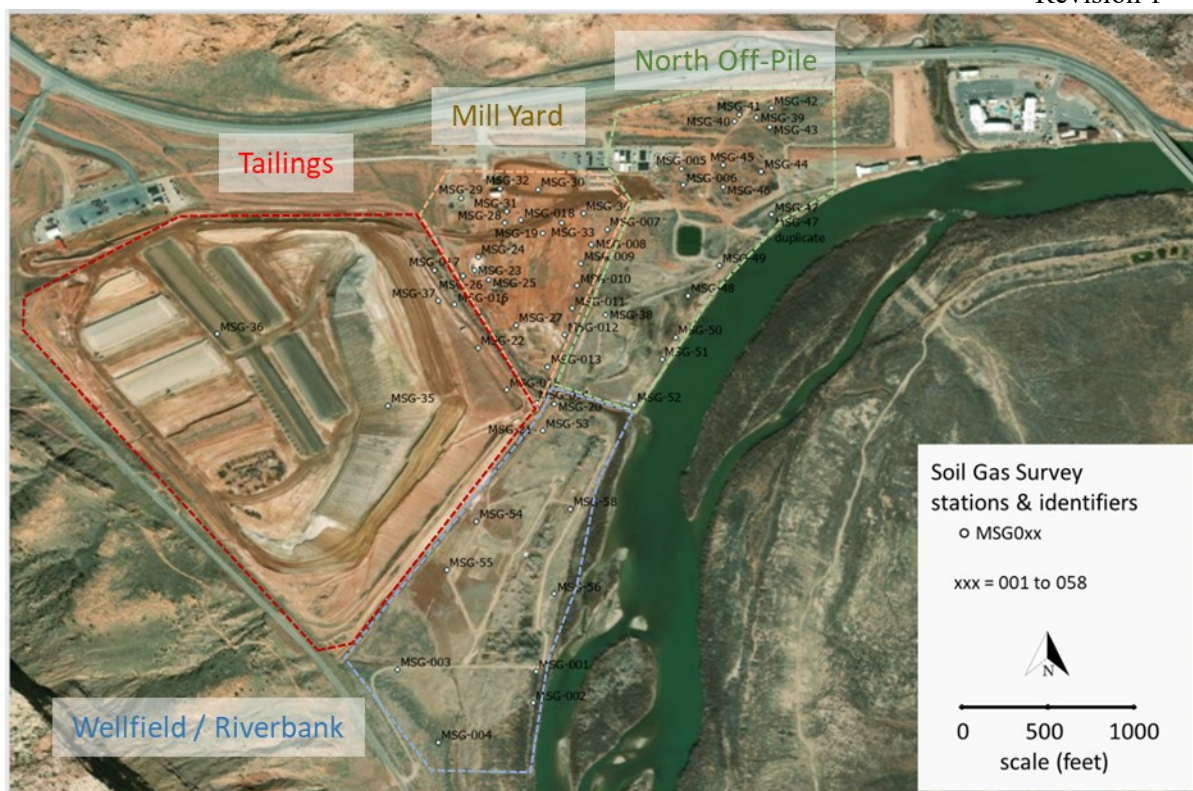 Revision 1
North Off-Pile
Mill Yard
Tailings
MSG-42
MSG-41
MSG-39
MSG-40
MSG-43
MSG-45
MSG-005
MSG-44
MSG-006
MSG-46
MSG-32
MSG-30
MSG-29
MSG-31
MSG-28
MSG-018
MSG-19
MSG-33
MSG-007
MSG-47
MSG-47
duplicate
MSG-008
MSG-24
MSG-009
MSG-23
MSG-26
MSG-25
MSG-010
MSG-49
MSG-37
MSG-016
MSG-011
MSG-48
MSG-38
MSG-27
MSG-012
MSG-36
MSG-22
MSG-50
MSG-51
MSG-013
MSG-35
MSG-20
MSG-52
MSG-21
MSG-53
MSG-58
MSG-54
MSG-55
MSG-56
MSG-003
MSG-001
MSG-002
MSG-004
Wellfield / Riverbank
Soil Gas Survey
stations & identifiers
MSG0xx
xxx = 001 to 058
N
0 500 1000
scale (feet)